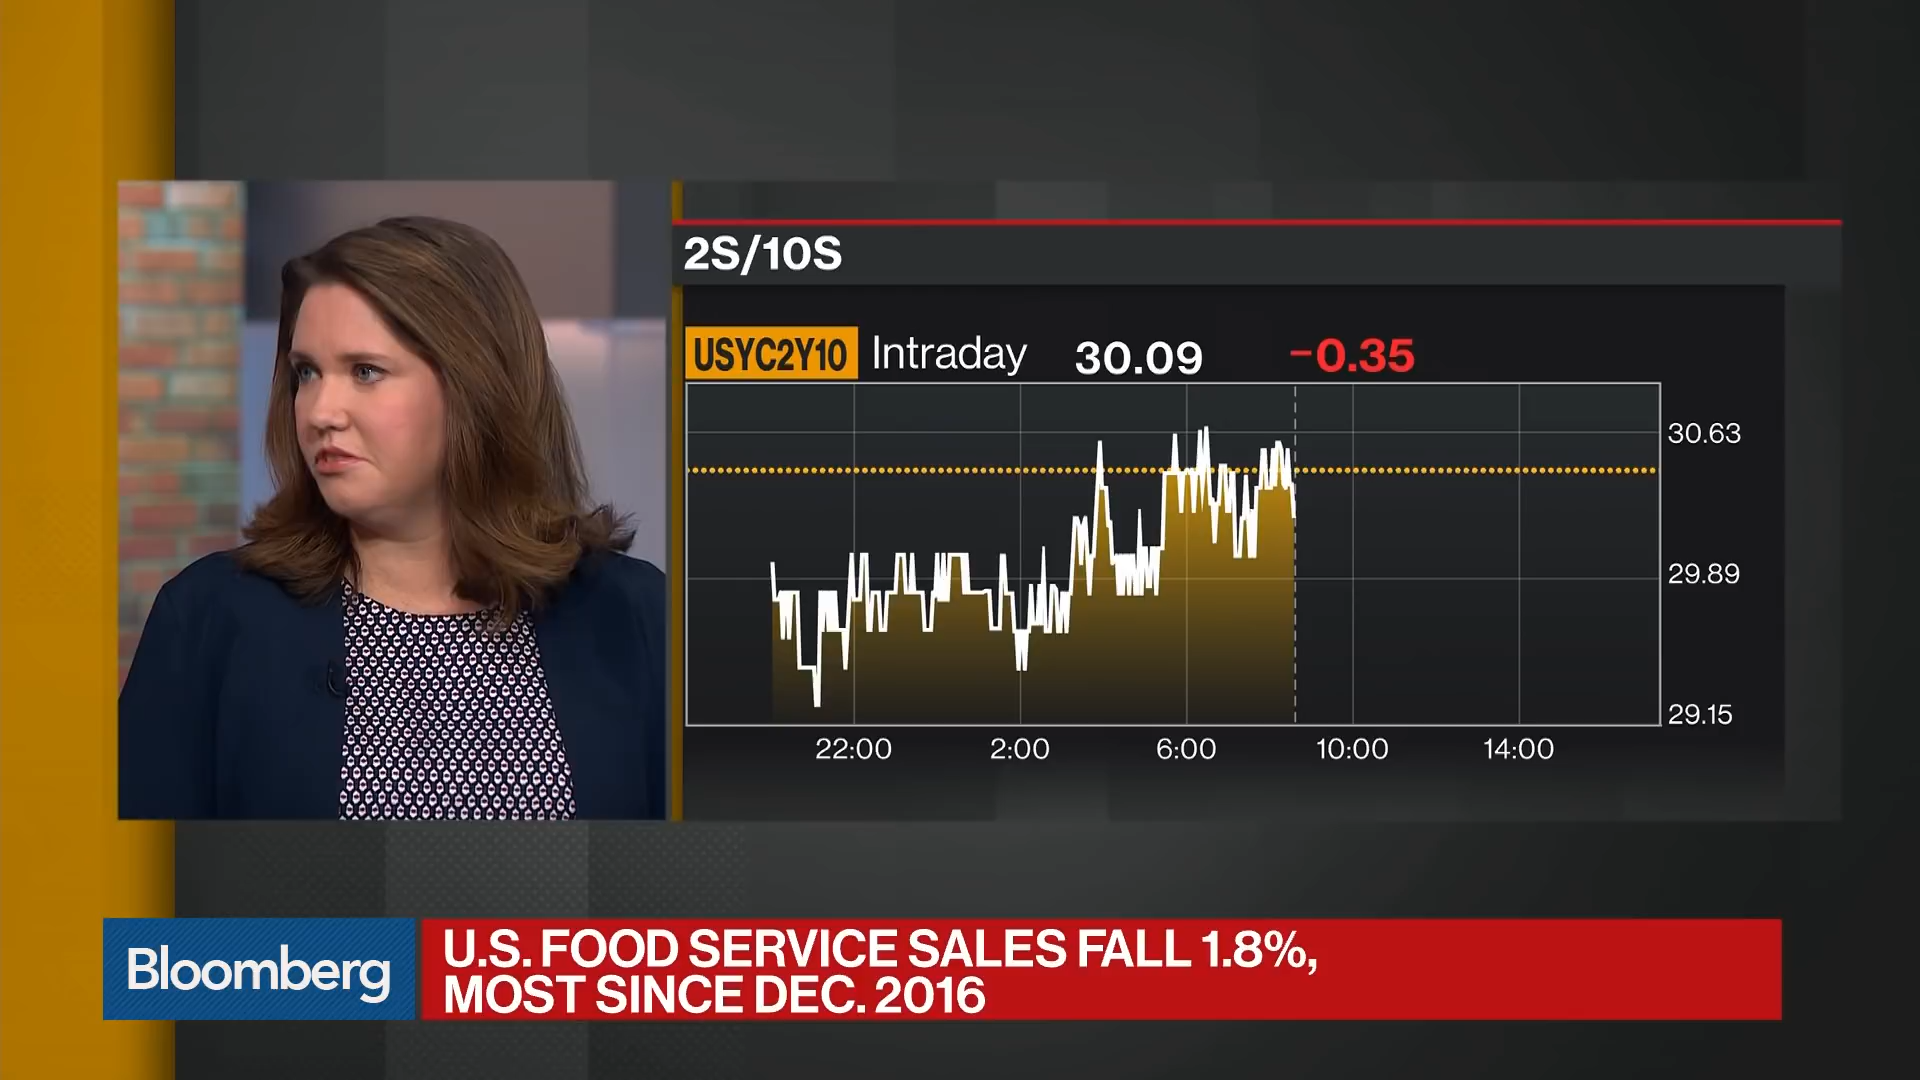 2S/10S
USYC2Y10 Intraday 30.09 -0.35
30.63
29.89
29.15
22:00 2:00 6:00 10:00 14:00
Bloomberg
U.S. FOOD SERVICE SALES FALL 1.8%,
MOST SINCE DEC. 2016